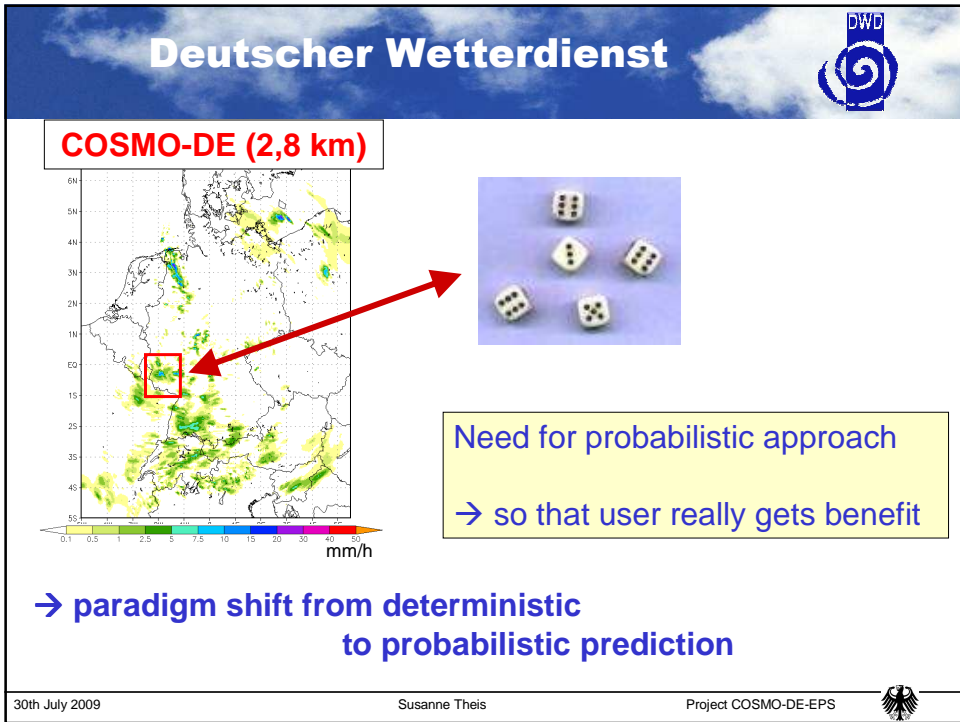 Deutscher Wetterdienst
DWD
COSMO-DE (2,8 km)
6N
5N
4N
3N
2N
1N
EQ
1S
2S
3S
4S
5S
0.1 0.5 1 2.5 5 7.5 10 15 20 30 40 50
mm/h
Need for probabilistic approach
→ so that user really gets benefit
→ paradigm shift from deterministic
to probabilistic prediction
30th July 2009 Susanne Theis Project COSMO-DE-EPS